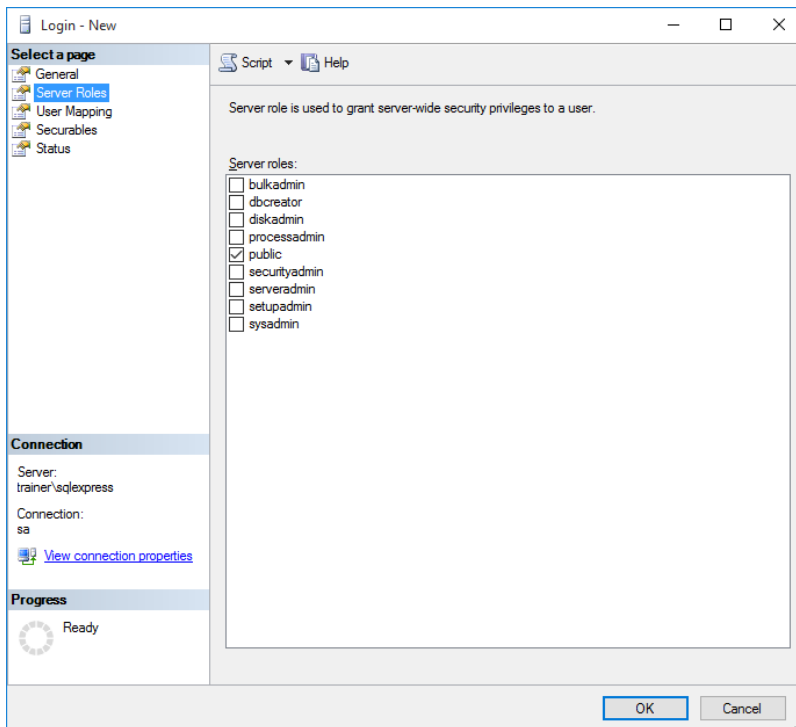 Login - New
Select a page
General
Server Roles
User Mapping
Securables
Status
Script
Help
Server role is used to grant server-wide security privileges to a user.
Server roles:
bulkadmin
dbcreator
diskadmin
processadmin
public
securityadmin
serveradmin
setupadmin
sysadmin
Connection
Server:
trainer\sqlexpress
Connection:
sa
View connection properties
Progress
Ready
OK
Cancel